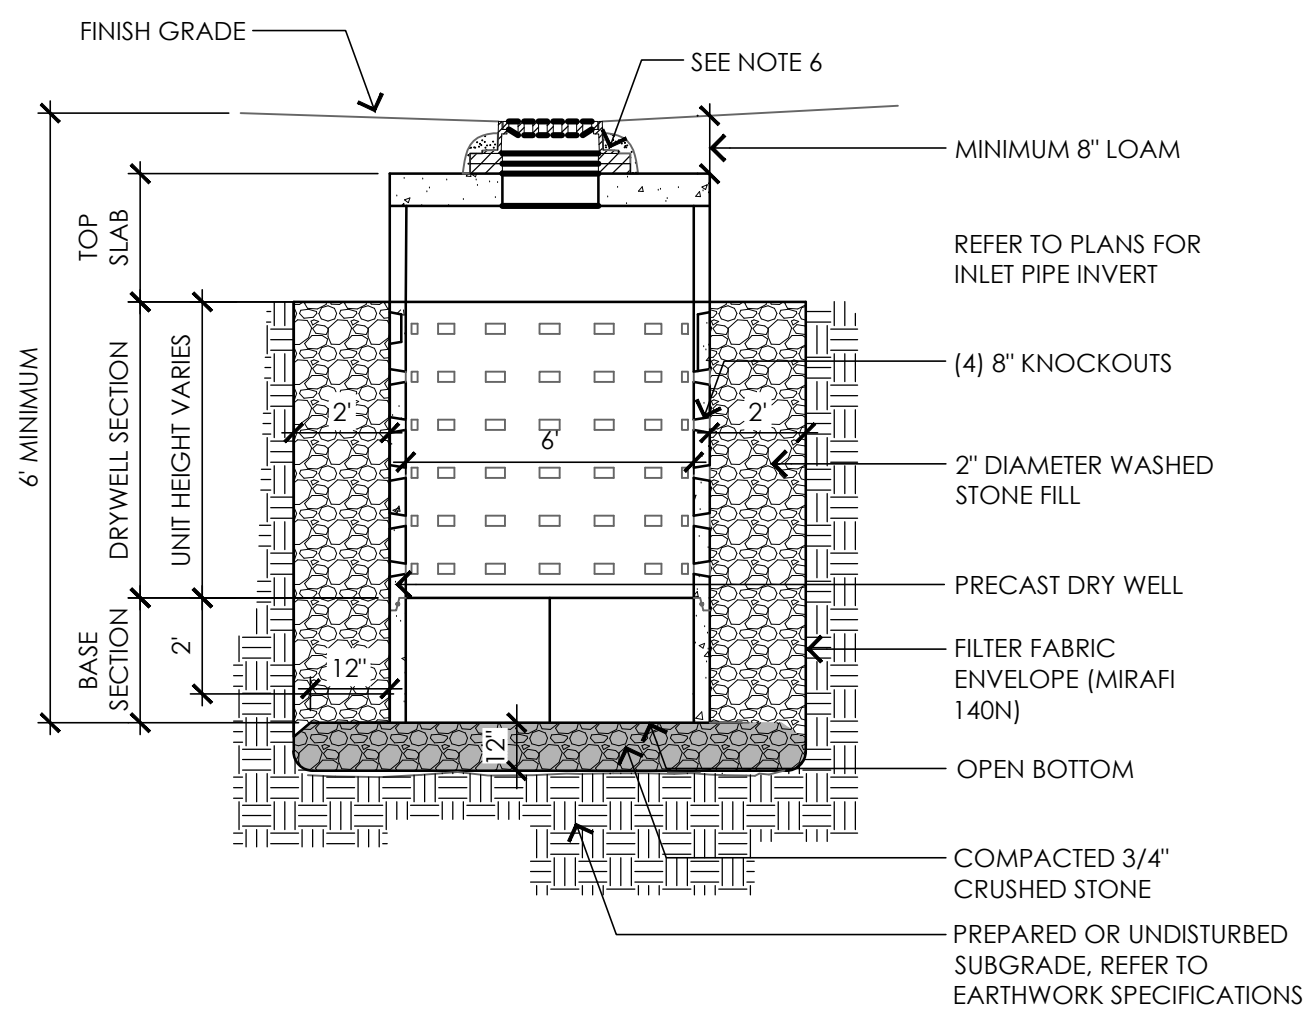 FINISH GRADE
SEE NOTE 6
MINIMUM 8" LOAM
TOP
SLAB
REFER TO PLANS FOR
INLET PIPE INVERT
6' MINIMUM
DRYWELL SECTION
UNIT HEIGHT VARIES
(4) 8" KNOCKOUTS
2'
6'
2'
2" DIAMETER WASHED
STONE FILL
PRECAST DRY WELL
BASE
SECTION
2'
12"
FILTER FABRIC
ENVELOPE (MIRAFI
140N)
12"
OPEN BOTTOM
COMPACTED 3/4"
CRUSHED STONE
PREPARED OR UNDISTURBED
SUBGRADE, REFER TO
EARTHWORK SPECIFICATIONS